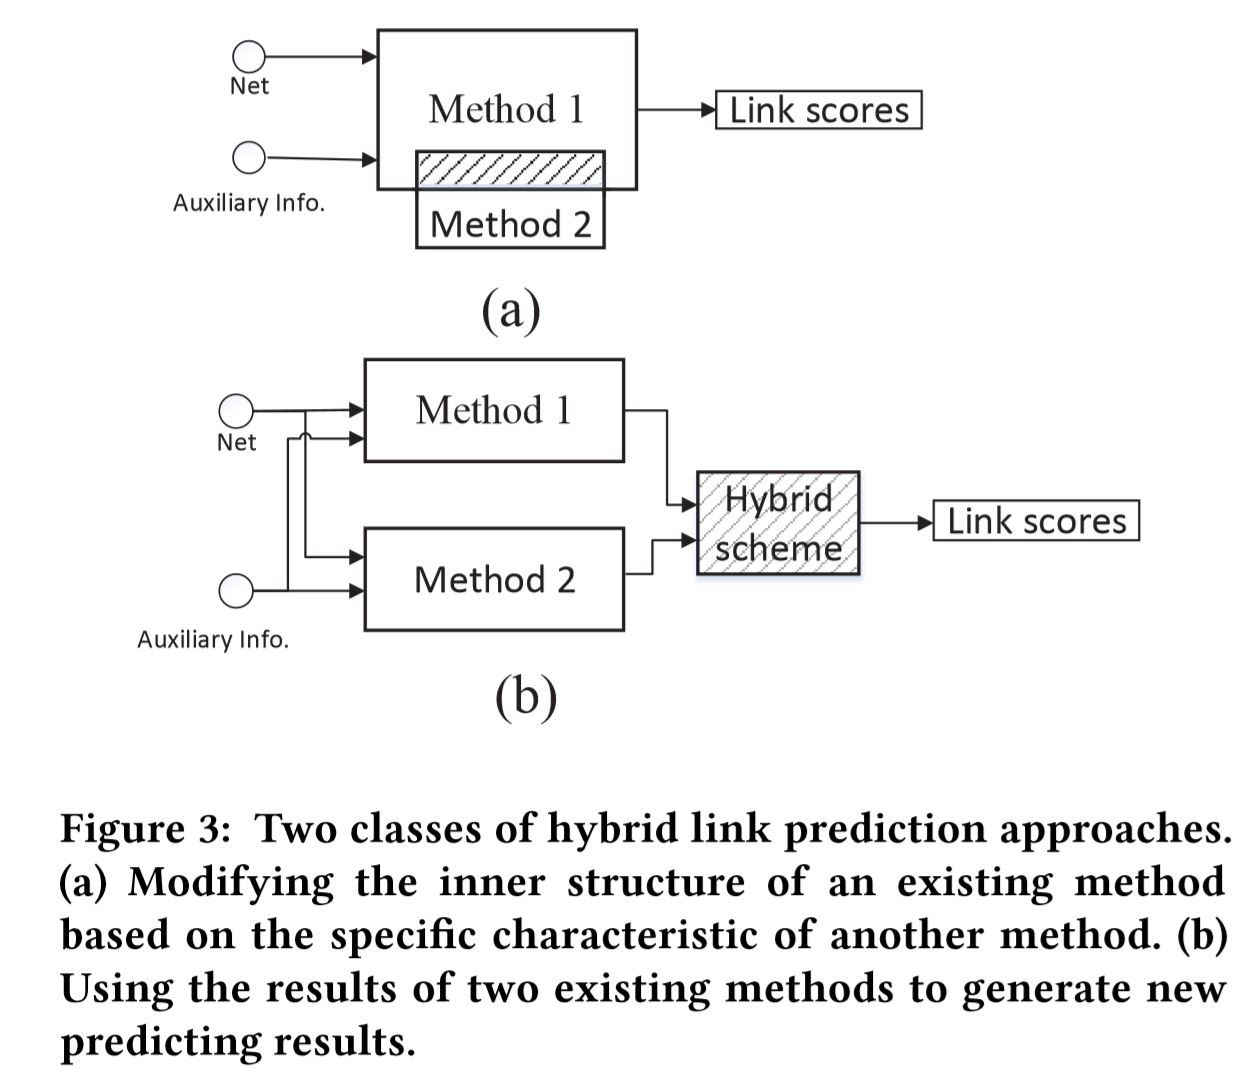 Net
Method 1
Link scores
Auxiliary Info.
Method 2
(a)
Method 1
Net
Hybrid
scheme
Link scores
Method 2
Auxiliary Info.
(b)
Figure 3: Two classes of hybrid link prediction approaches.
(a) Modifying the inner structure of an existing method
based on the specific characteristic of another method. (b)
Using the results of two existing methods to generate new
predicting results.